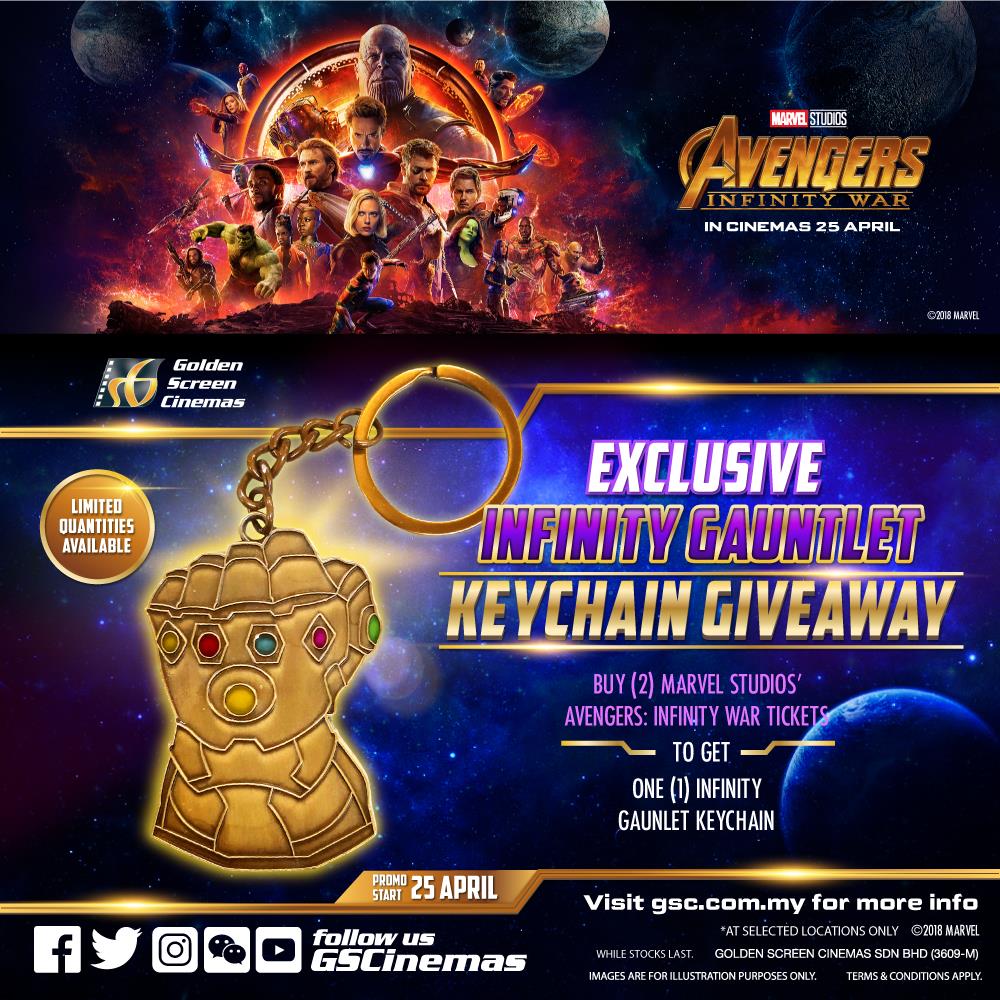 MARVEL STUDIOS
AVENGERS
INFINITY WAR
IN CINEMAS 25 APRIL
©2018 MARVEL
Golden
Screen
Cinemas
LIMITED
QUANTITIES
AVAILABLE
EXCLUSIVE
INFINITY GAUNTLET
KEYCHAIN GIVEAWAY
BUY (2) MARVEL STUDIOS'
AVENGERS: INFINITY WAR TICKETS
TO GET
ONE (1) INFINITY
GAUNLET KEYCHAIN
PROMO
START 25 APRIL
Visit gsc.com.my for more info
*AT SELECTED LOCATIONS ONLY ©2018 MARVEL
follow us
GSCinemas
WHILE STOCKS LAST. GOLDEN SCREEN CINEMAS SDN BHD (3609-M)
IMAGES ARE FOR ILLUSTRATION PURPOSES ONLY. TERMS & CONDITIONS APPLY.